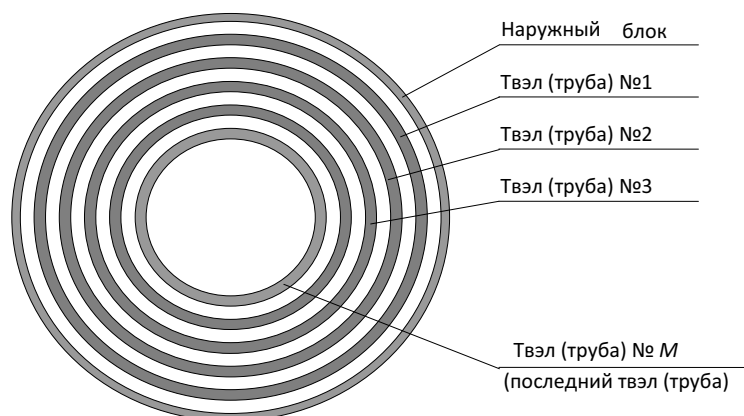 Наружный блок
Твэл (труба) №1
Твэл (труба) №2
Твэл (труба) №3
Твэл (труба) № М
(последний твэл (труба)